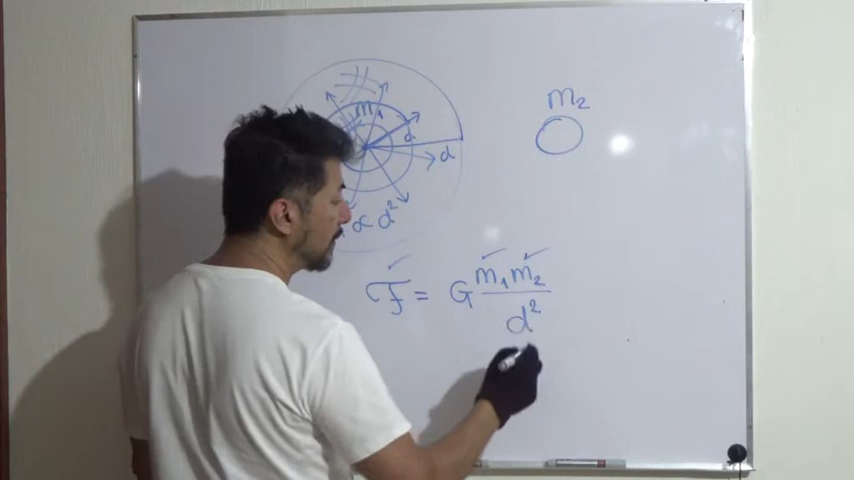 m₁
m₂
d
d
∝ d²
F = G m₁m₂ / d²